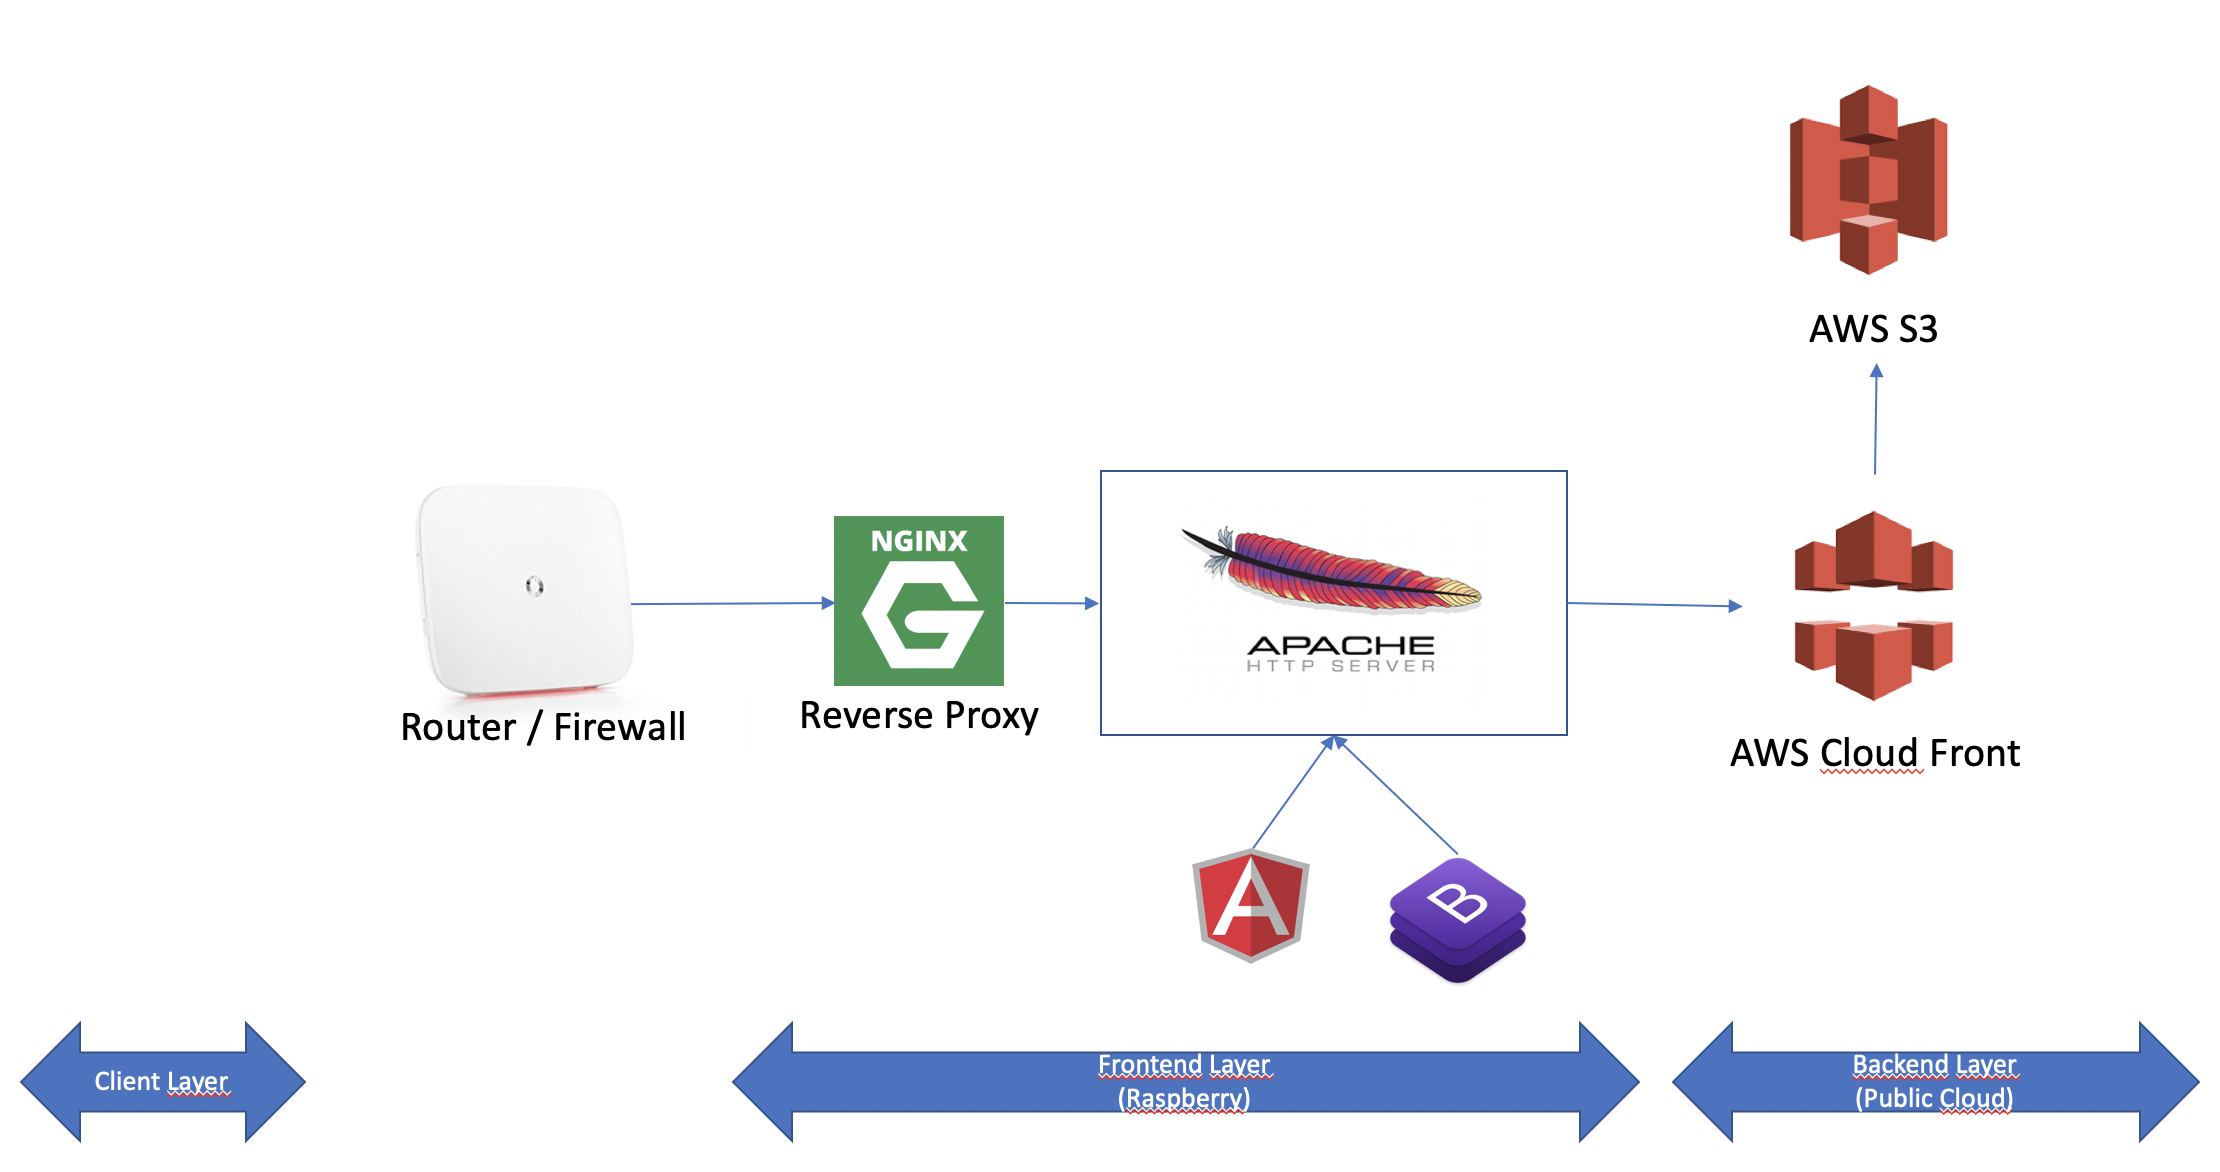 AWS S3
NGINX
APACHE
HTTP SERVER
Router / Firewall
Reverse Proxy
AWS Cloud Front
A
B
Client Layer
Frontend Layer
(Raspberry)
Backend Layer
(Public Cloud)